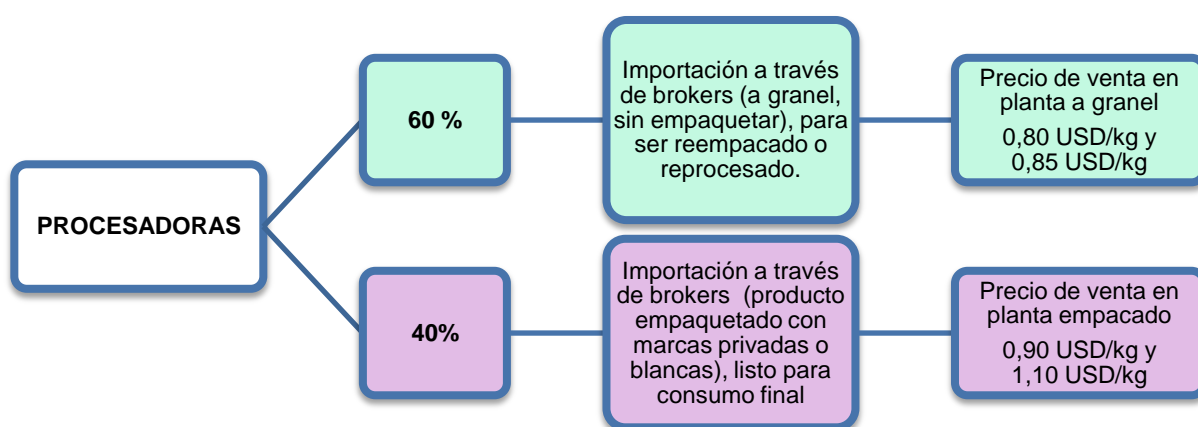 PROCESADORAS
60 %
Importación a través
de brokers (a granel,
sin empaquetar), para
ser reempacado o
reprocesado.
Precio de venta en
planta a granel
0,80 USD/kg y
0,85 USD/kg
40%
Importación a través
de brokers (producto
empaquetado con
marcas privadas o
blancas), listo para
consumo final
Precio de venta en
planta empacado
0,90 USD/kg y
1,10 USD/kg